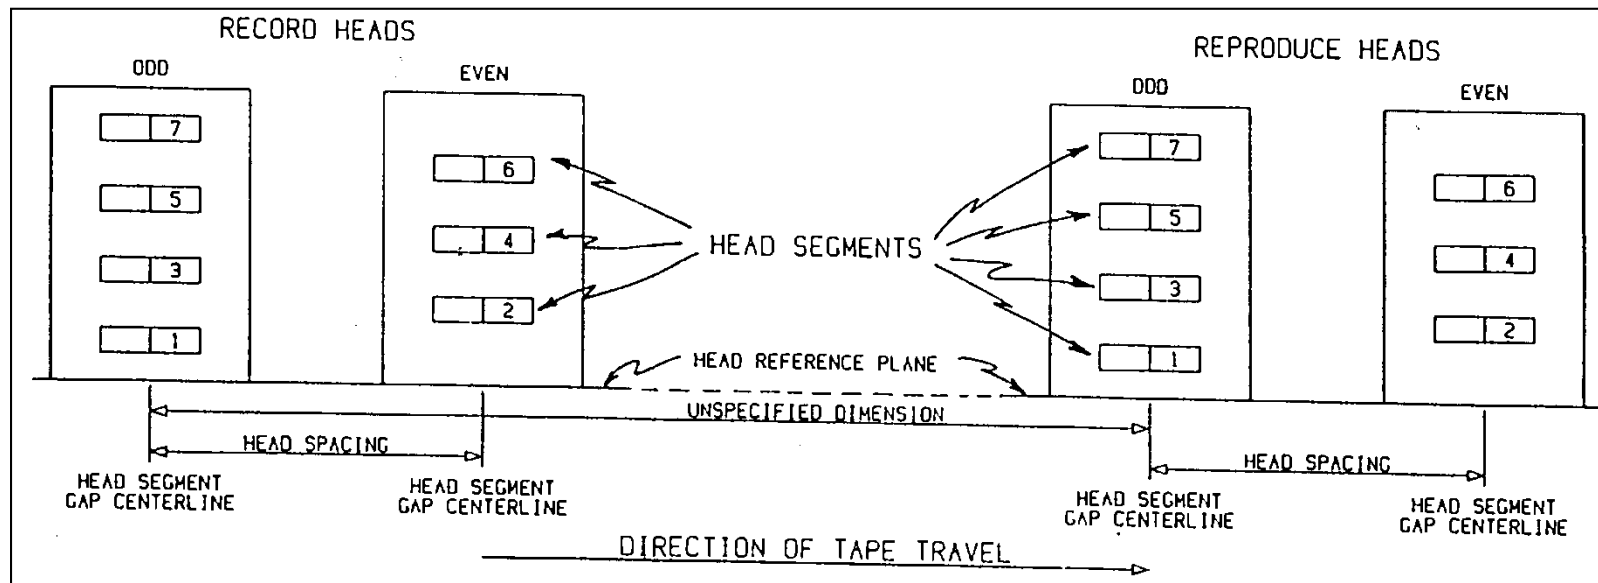 RECORD HEADS
REPRODUCE HEADS
ODD
EVEN
ODD
EVEN
7
5
3
1
6
4
2
HEAD SEGMENTS
7
5
3
1
6
4
2
HEAD REFERENCE PLANE
UNSPECIFIED DIMENSION
HEAD SPACING
HEAD SPACING
HEAD SEGMENT
GAP CENTERLINE
HEAD SEGMENT
GAP CENTERLINE
HEAD SEGMENT
GAP CENTERLINE
HEAD SEGMENT
GAP CENTERLINE
DIRECTION OF TAPE TRAVEL